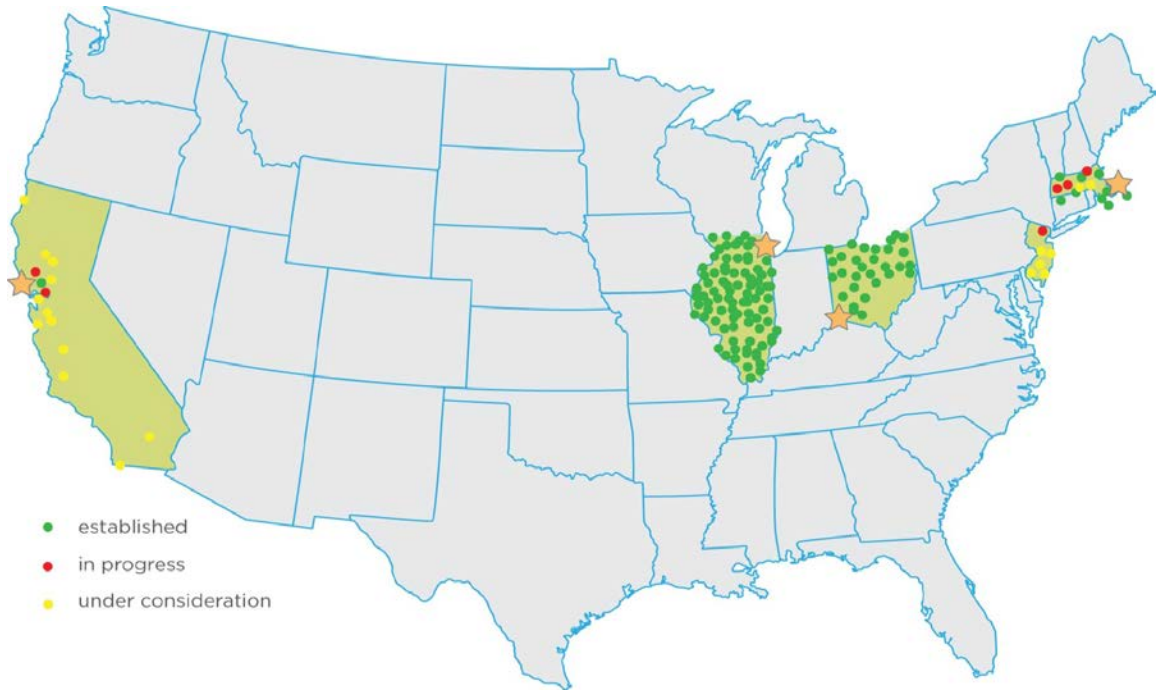 established
in progress
under consideration